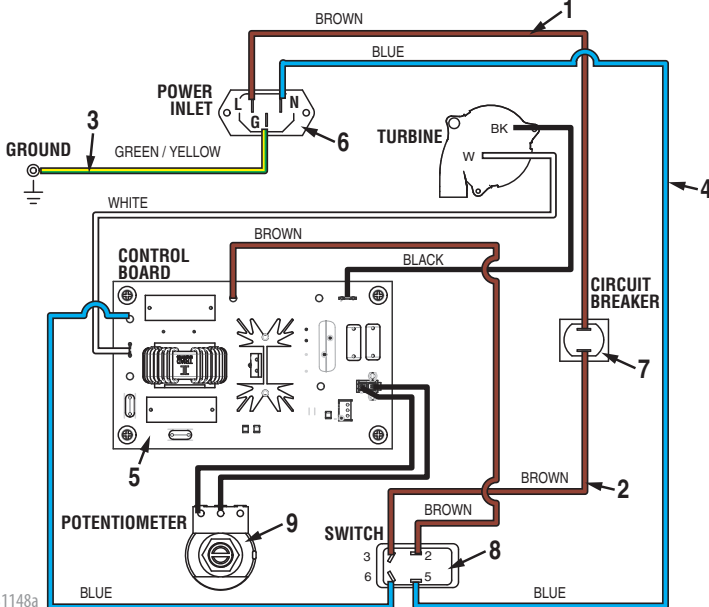 1
BROWN
BLUE
POWER
INLET
L
N
G
6
TURBINE
BK
W
3
GROUND
GREEN / YELLOW
4
WHITE
BROWN
BLACK
CONTROL
BOARD
CIRCUIT
BREAKER
7
5
BROWN
2
BROWN
POTENTIOMETER
9
SWITCH
3
2
8
6
5
BLUE
BLUE
1148a